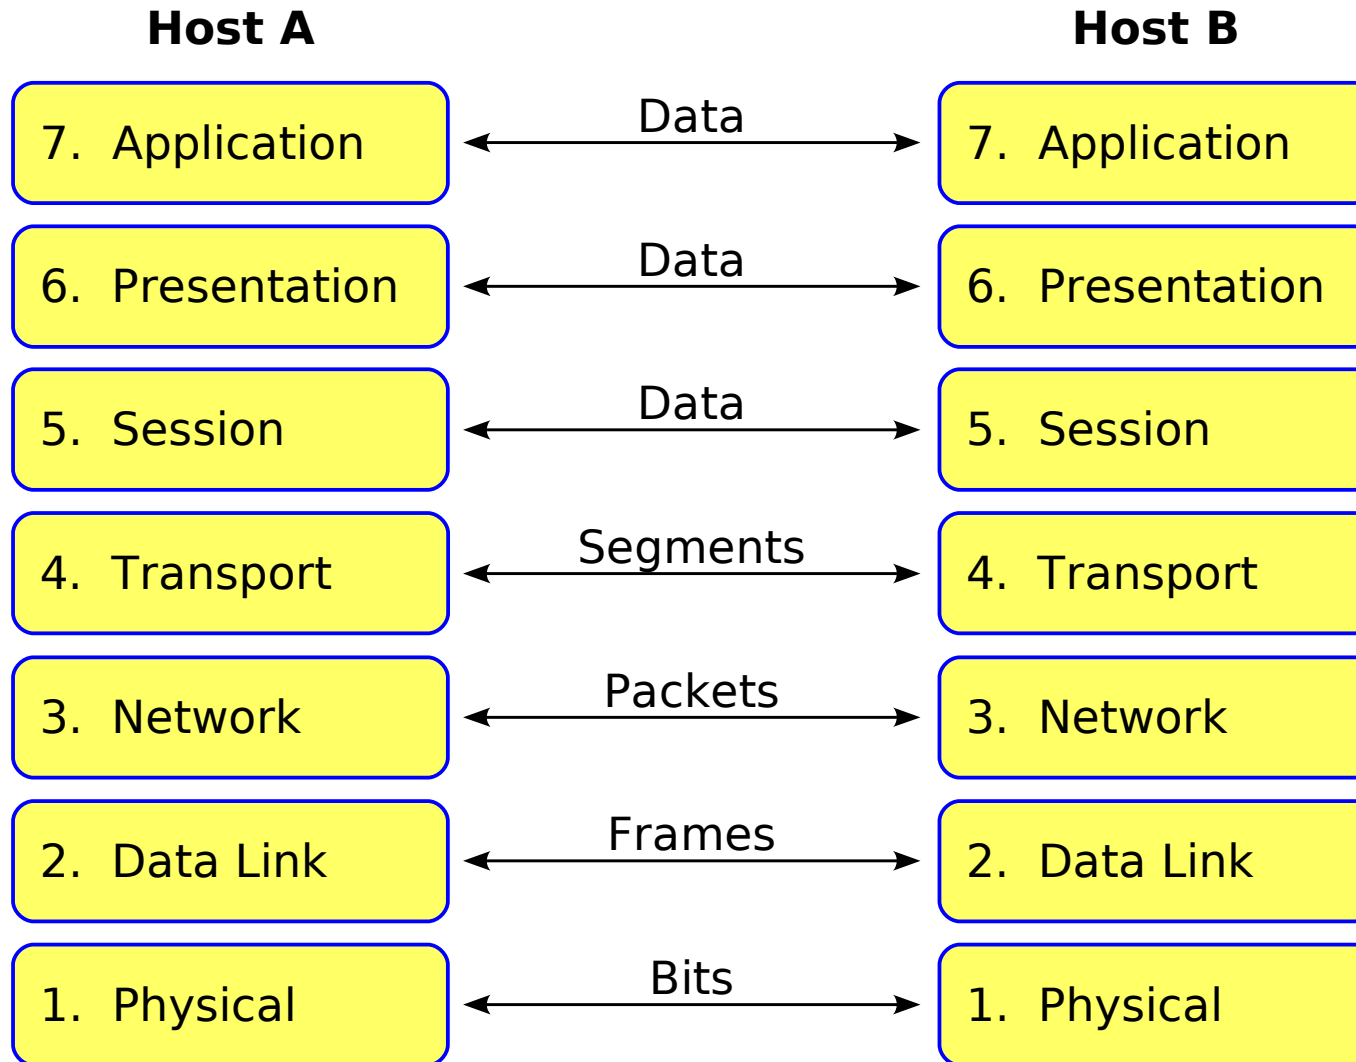 Host A Host B
7. Application Data 7. Application
6. Presentation Data 6. Presentation
5. Session Data 5. Session
4. Transport Segments 4. Transport
3. Network Packets 3. Network
2. Data Link Frames 2. Data Link
1. Physical Bits 1. Physical